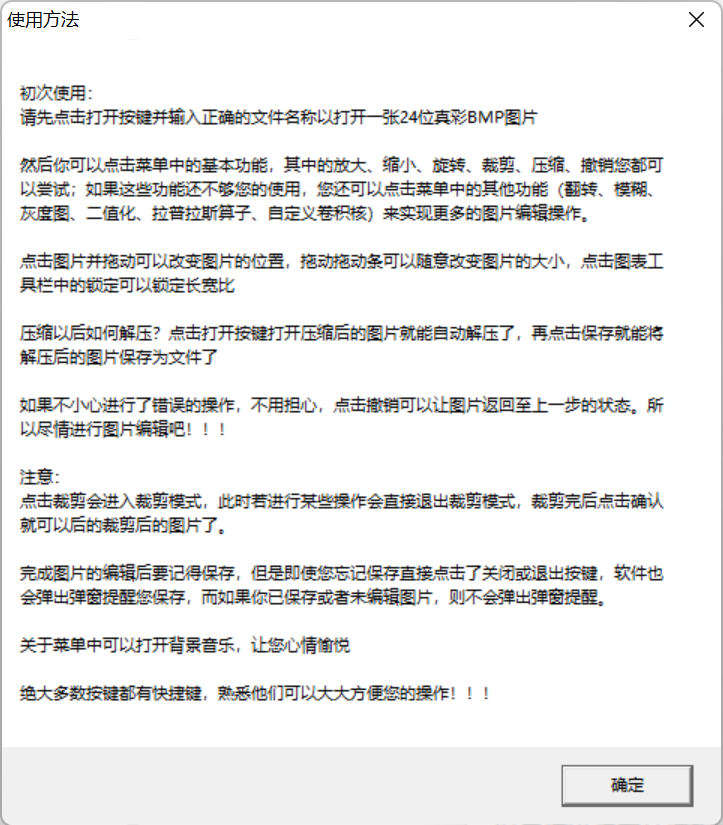 使用方法
初次使用：
请先点击打开按键并输入正确的文件名称以打开一张24位真彩BMP图片
然后你可以点击菜单中的基本功能，其中的放大、缩小、旋转、裁剪、压缩、撤销您都可
以尝试；如果这些功能还不够您的使用，您还可以点击菜单中的其他功能（翻转、模糊、
灰度图、二值化、拉普拉斯算子、自定义卷积核）来实现更多的图片编辑操作。
点击图片并拖动可以改变图片的位置，拖动拖动条可以随意改变图片的大小，点击图表工
具栏中的锁定可以锁定长宽比
压缩以后如何解压？点击打开按键打开压缩后的图片就能自动解压了，再点击保存就能将
解压后的图片保存为文件了
如果不小心进行了错误的操作，不用担心，点击撤销可以让图片返回至上一步的状态。所
以尽情进行图片编辑吧！！！
注意：
点击裁剪会进入裁剪模式，此时若进行某些操作会直接退出裁剪模式，裁剪完后点击确认
就可以后的裁剪后的图片了。
完成图片的编辑后要记得保存，但是即使您忘记保存直接点击了关闭或退出按键，软件也
会弹出弹窗提醒您保存，而如果你已保存或者未编辑图片，则不会弹出弹窗提醒。
关于菜单中可以打开背景音乐，让您心情愉悦
绝大多数按键都有快捷键，熟悉他们可以大大方便您的操作！！！
确定